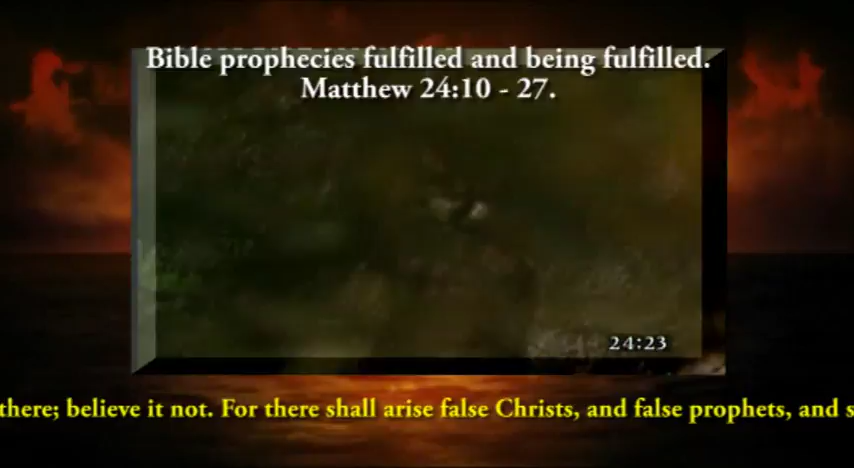 Bible prophecies fulfilled and being fulfilled.
Matthew 24:10 - 27.
24:23
there; believe it not. For there shall arise false Christs, and false prophets, and s